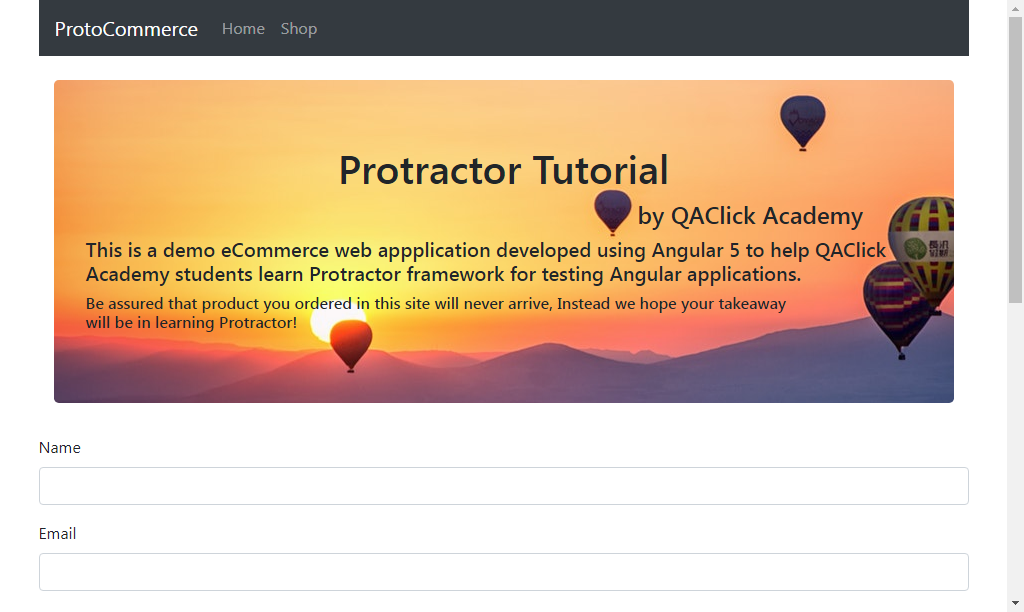 ProtoCommerce Home Shop
Protractor Tutorial
by QAClick Academy
This is a demo eCommerce web appplication developed using Angular 5 to help QAClick
Academy students learn Protractor framework for testing Angular applications.
Be assured that product you ordered in this site will never arrive, Instead we hope your takeaway
will be in learning Protractor!
Name
Email